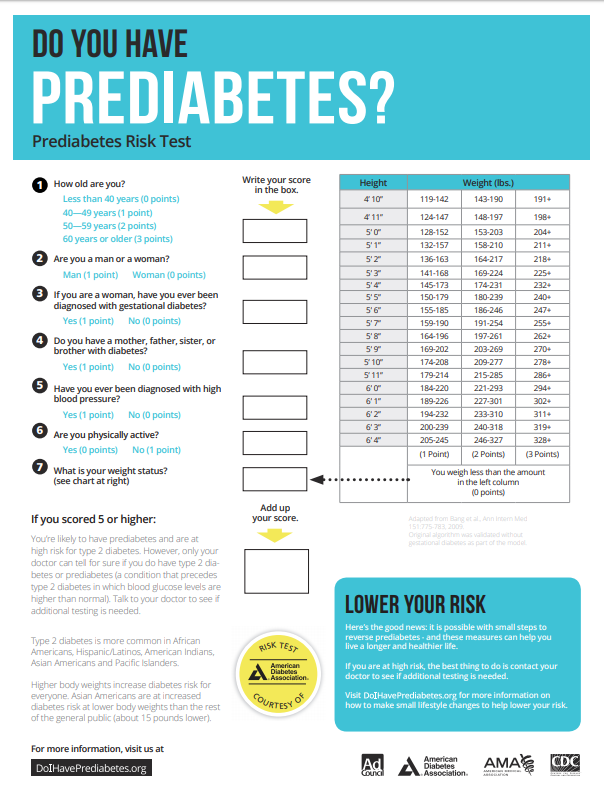 DO YOU HAVE
PREDIABETES?
Prediabetes Risk Test
1 How old are you?
Less than 40 years (0 points)
40—49 years (1 point)
50—59 years (2 points)
60 years or older (3 points)
2 Are you a man or a woman?
Man (1 point) Woman (0 points)
3 If you are a woman, have you ever been
diagnosed with gestational diabetes?
Yes (1 point) No (0 points)
4 Do you have a mother, father, sister, or
brother with diabetes?
Yes (1 point) No (0 points)
5 Have you ever been diagnosed with high
blood pressure?
Yes (1 point) No (0 points)
6 Are you physically active?
Yes (0 points) No (1 point)
7 What is your weight status?
(see chart at right)
Write your score
in the box.
Add up
your score.
Height Weight (lbs.)
4' 10" 119-142 143-190 191+
4' 11" 124-147 148-197 198+
5' 0" 128-152 153-203 204+
5' 1" 132-157 158-210 211+
5' 2" 136-163 164-217 218+
5' 3" 141-168 169-224 225+
5' 4" 145-173 174-231 232+
5' 5" 150-179 180-239 240+
5' 6" 155-185 186-246 247+
5' 7" 159-190 191-254 255+
5' 8" 164-196 197-261 262+
5' 9" 169-202 203-269 270+
5' 10" 174-208 209-277 278+
5' 11" 179-214 215-285 286+
6' 0" 184-220 221-293 294+
6' 1" 189-226 227-301 302+
6' 2" 194-232 233-310 311+
6' 3" 200-239 240-318 319+
6' 4" 205-245 246-327 328+
(1 Point) (2 Points) (3 Points)
You weigh less than the amount
in the left column
(0 points)
Adapted from Bang et al., Ann Intern Med
151:775-783, 2009.
Original algorithm was validated without
gestational diabetes as part of the model.
If you scored 5 or higher:
You're likely to have prediabetes and are at
high risk for type 2 diabetes. However, only your
doctor can tell for sure if you do have type 2 dia-
betes or prediabetes (a condition that precedes
type 2 diabetes in which blood glucose levels are
higher than normal). Talk to your doctor to see if
additional testing is needed.
Type 2 diabetes is more common in African
Americans, Hispanic/Latinos, American Indians,
Asian Americans and Pacific Islanders.
Higher body weights increase diabetes risk for
everyone. Asian Americans are at increased
diabetes risk at lower body weights than the rest
of the general public (about 15 pounds lower).
For more information, visit us at
DoIHavePrediabetes.org
RISK TEST
American
Diabetes
Association.
COURTESY OF
LOWER YOUR RISK
Here's the good news: it is possible with small steps to
reverse prediabetes - and these measures can help you
live a longer and healthier life.
If you are at high risk, the best thing to do is contact your
doctor to see if additional testing is needed.
Visit DoIHavePrediabetes.org for more information on
how to make small lifestyle changes to help lower your risk.
Ad
Council
American
Diabetes
Association.
AMA
AMERICAN MEDICAL
ASSOCIATION
CDC